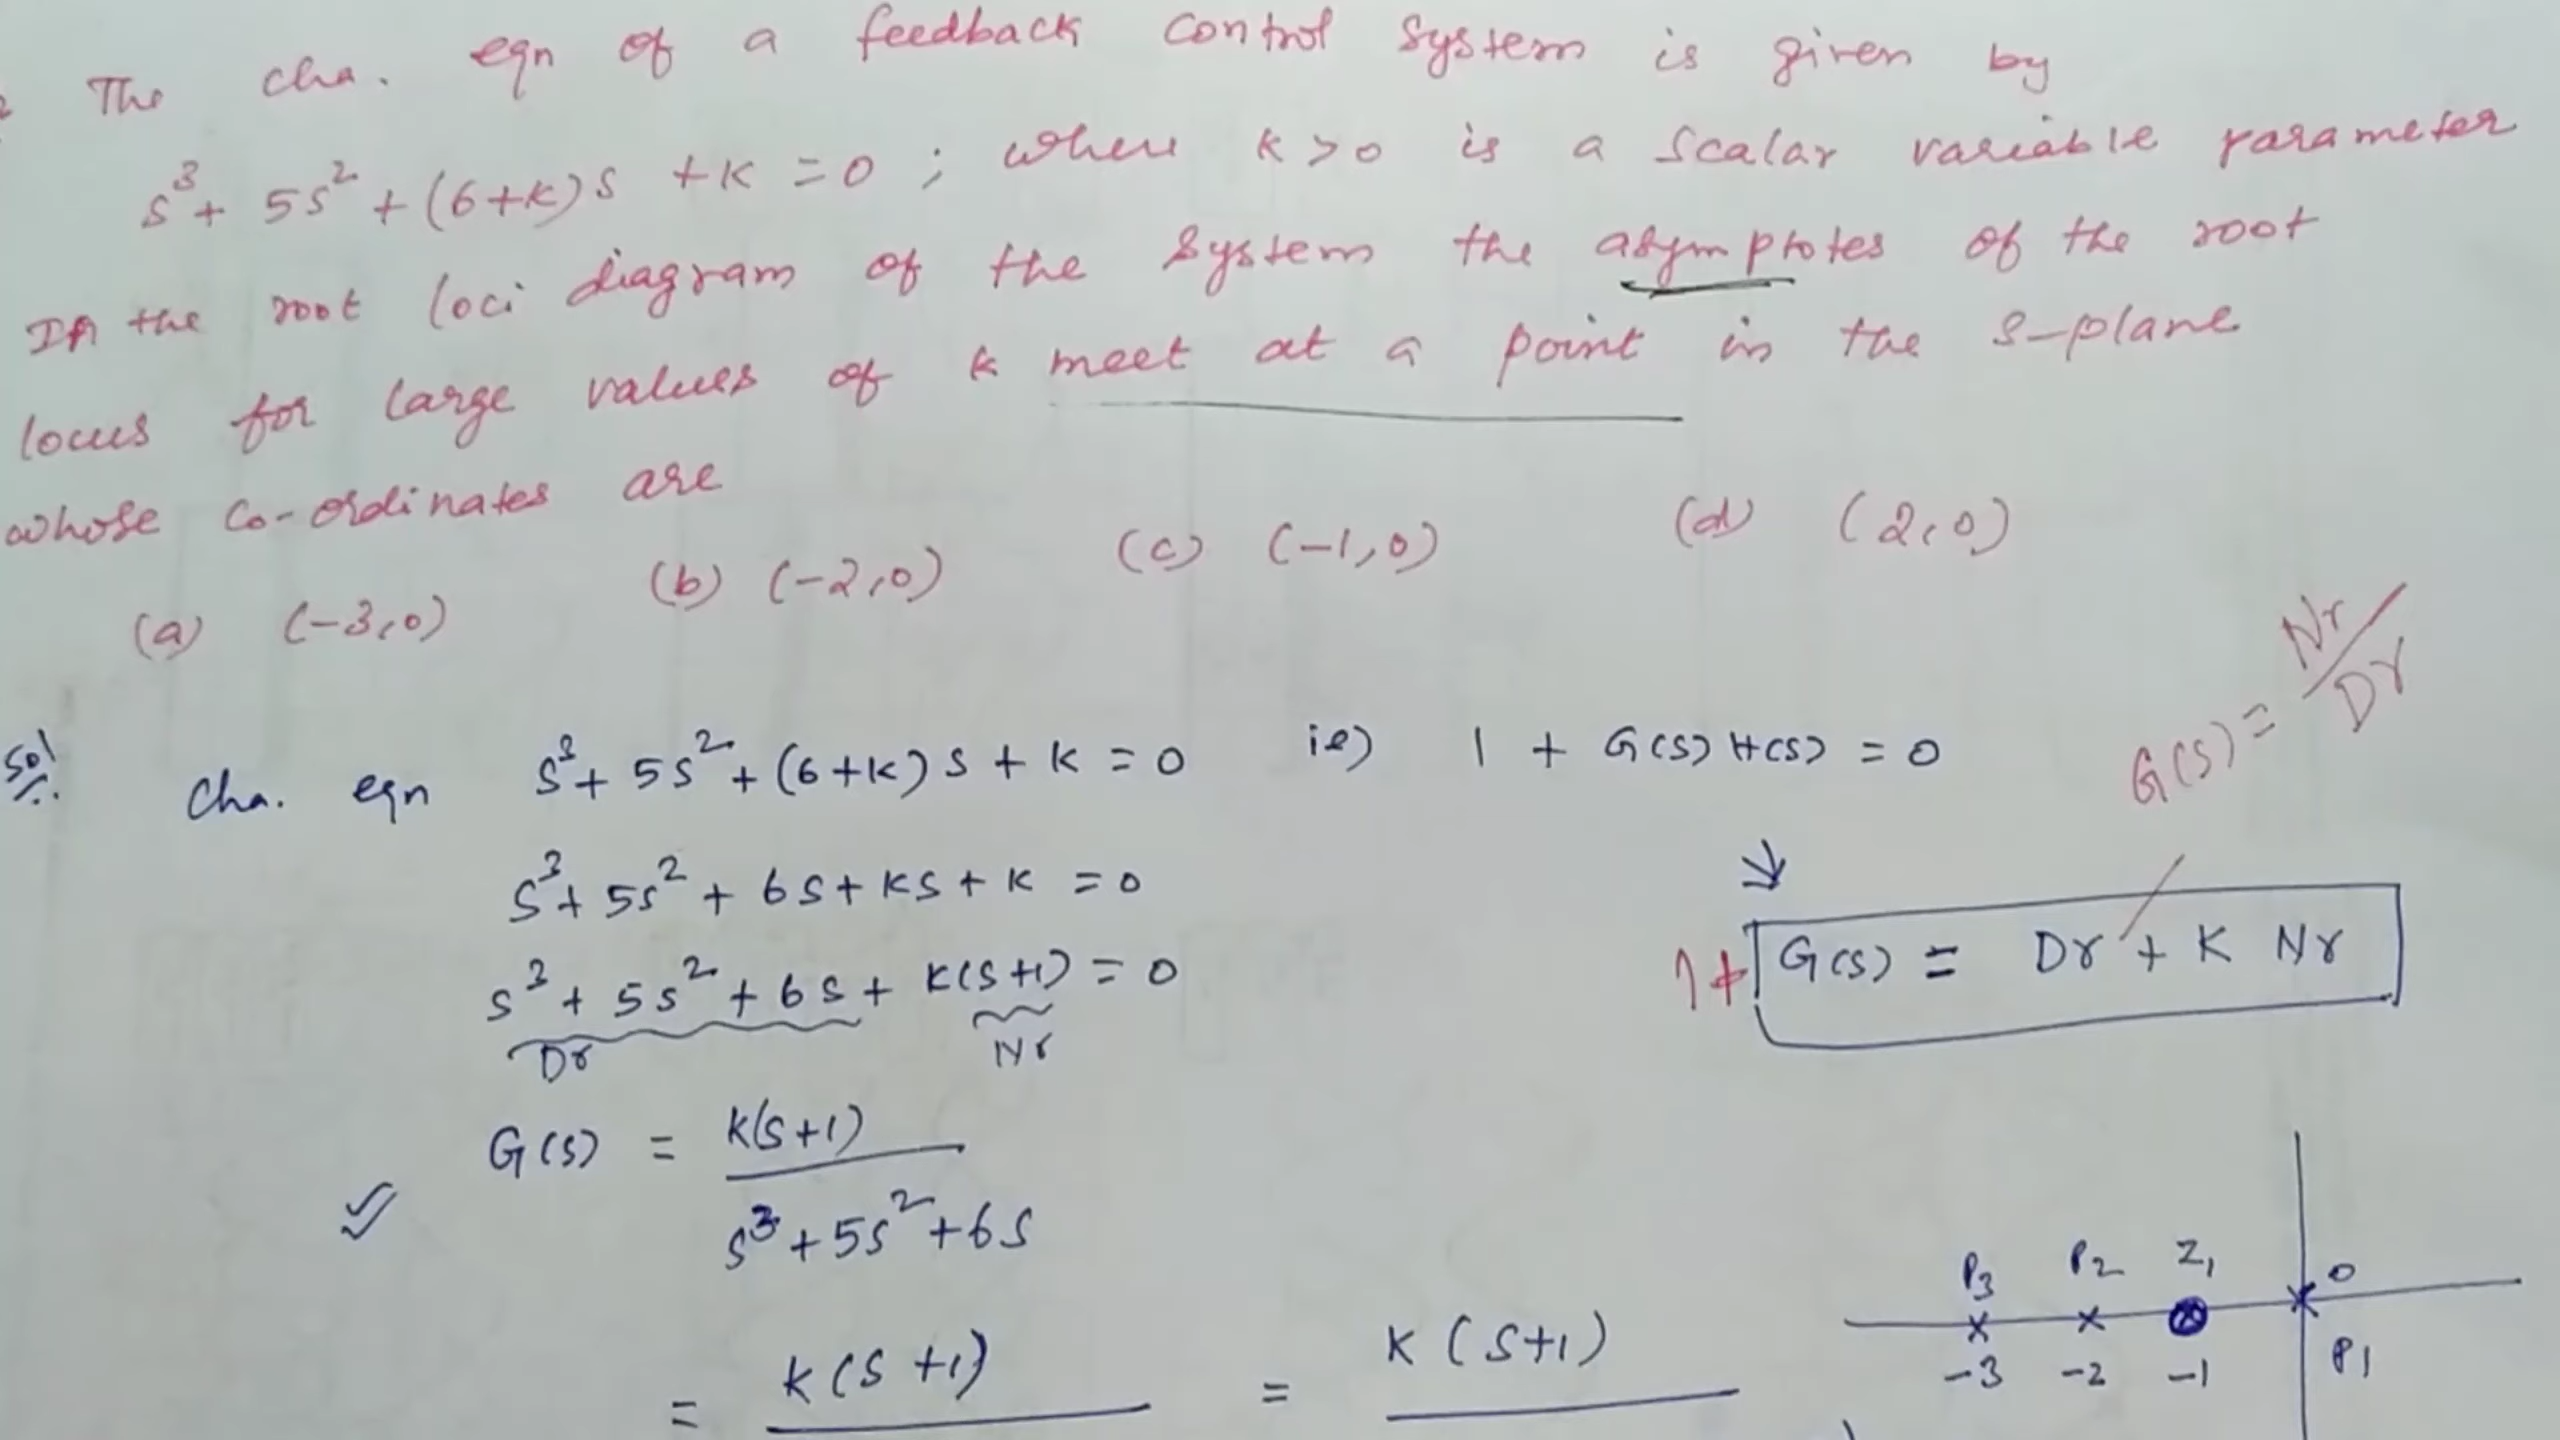 The cha. eqn of a feedback control system is given by
s³ + 5s² + (6+k)s + k = 0 ; where k > 0 is a scalar variable parameter
In the root loci diagram of the system the asymptotes of the root
locus for large values of k meet at a point in the s-plane
whose co-ordinates are
(a) (-3,0) (b) (-2,0) (c) (-1,0) (d) (2,0)
G(s) = Nr/Dr
Sol. Cha. eqn s³ + 5s² + (6+k)s + k = 0 ie) 1 + G(s) H(s) = 0
s³ + 5s² + 6s + ks + k = 0
1+ G(s) = Dr + K Nr
s³ + 5s² + 6s + k(s+1) = 0
Dr Nr
G(s) = k(s+1)
s³ + 5s² + 6s
P3 P2 Z1 0
-3 -2 -1 P1
= k(s+1) = k(s+1)